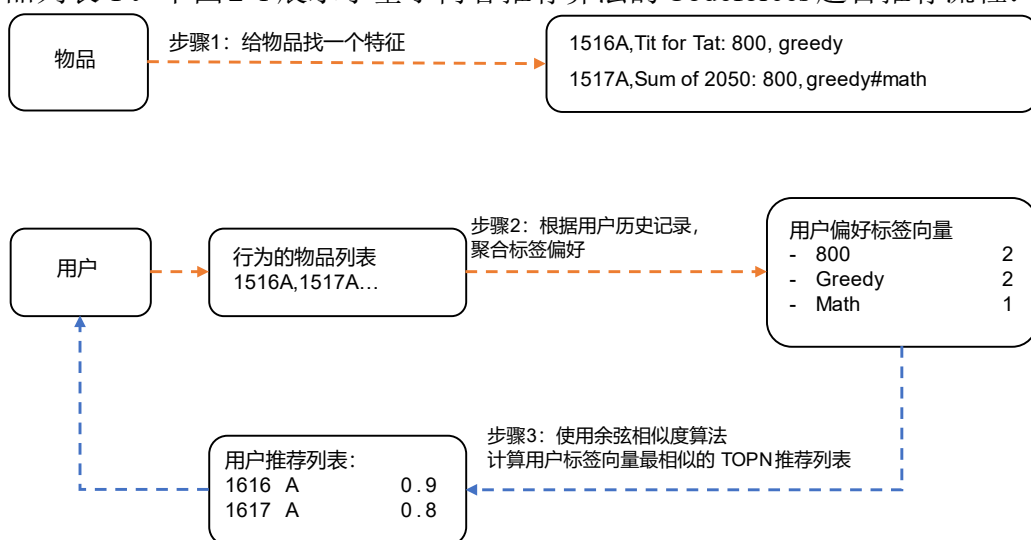 步骤1：给物品找一个特征
物品
1516A,Tit for Tat: 800, greedy
1517A,Sum of 2050: 800, greedy#math
步骤2：根据用户历史记录，
聚合标签偏好
用户
行为的物品列表
1516A,1517A…
用户偏好标签向量
- 800 2
- Greedy 2
- Math 1
步骤3：使用余弦相似度算法
计算用户标签向量最相似的 TOPN推荐列表
用户推荐列表：
1616 A 0.9
1617 A 0.8